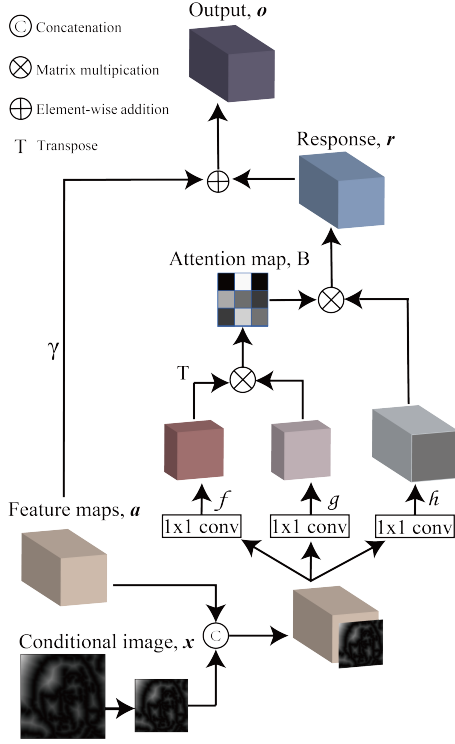 Output, o
C Concatenation
Matrix multipication
Element-wise addition
T Transpose
Response, r
Attention map, B
T
γ
f
g
h
1x1 conv
1x1 conv
1x1 conv
Feature maps, a
Conditional image, x
C